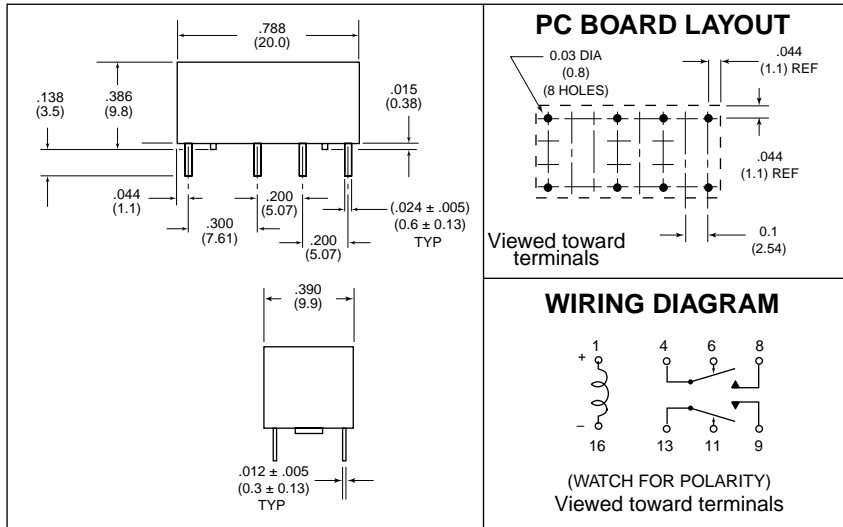 .788
(20.0)
.138
(3.5)
.386
(9.8)
.015
(0.38)
.044
(1.1)
.200
(5.07)
.300
(7.61)
.200
(5.07)
(.024 ± .005)
(0.6 ± 0.13)
TYP
.390
(9.9)
.012 ± .005
(0.3 ± 0.13)
TYP
PC BOARD LAYOUT
0.03 DIA
(0.8)
(8 HOLES)
.044
(1.1) REF
.044
(1.1) REF
0.1
(2.54)
Viewed toward
terminals
WIRING DIAGRAM
1 4 6 8
+
–
16 13 11 9
(WATCH FOR POLARITY)
Viewed toward terminals